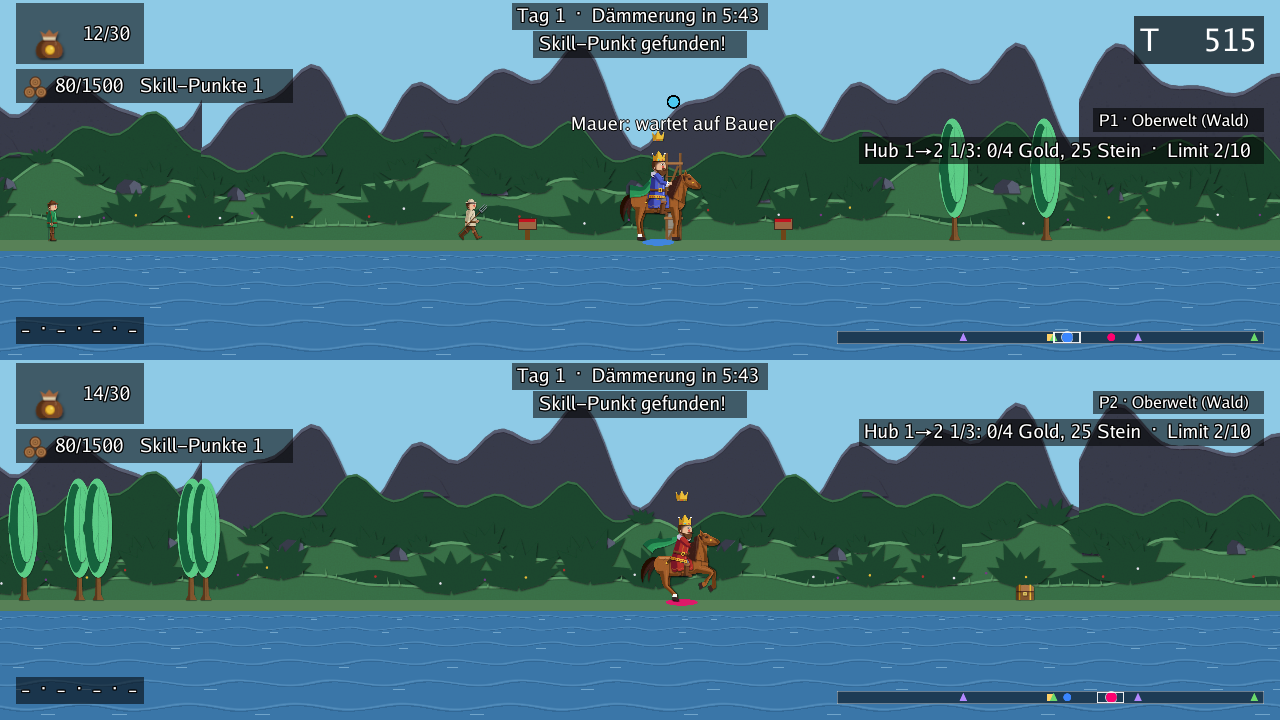 12/30
80/1500 Skill-Punkte 1
Tag 1 · Dämmerung in 5:43
Skill-Punkt gefunden!
T 515
Mauer: wartet auf Bauer
P1 · Oberwelt (Wald)
Hub 1→2 1/3: 0/4 Gold, 25 Stein · Limit 2/10
- · - · - · -
14/30
80/1500 Skill-Punkte 1
Tag 1 · Dämmerung in 5:43
Skill-Punkt gefunden!
P2 · Oberwelt (Wald)
Hub 1→2 1/3: 0/4 Gold, 25 Stein · Limit 2/10
- · - · - · -